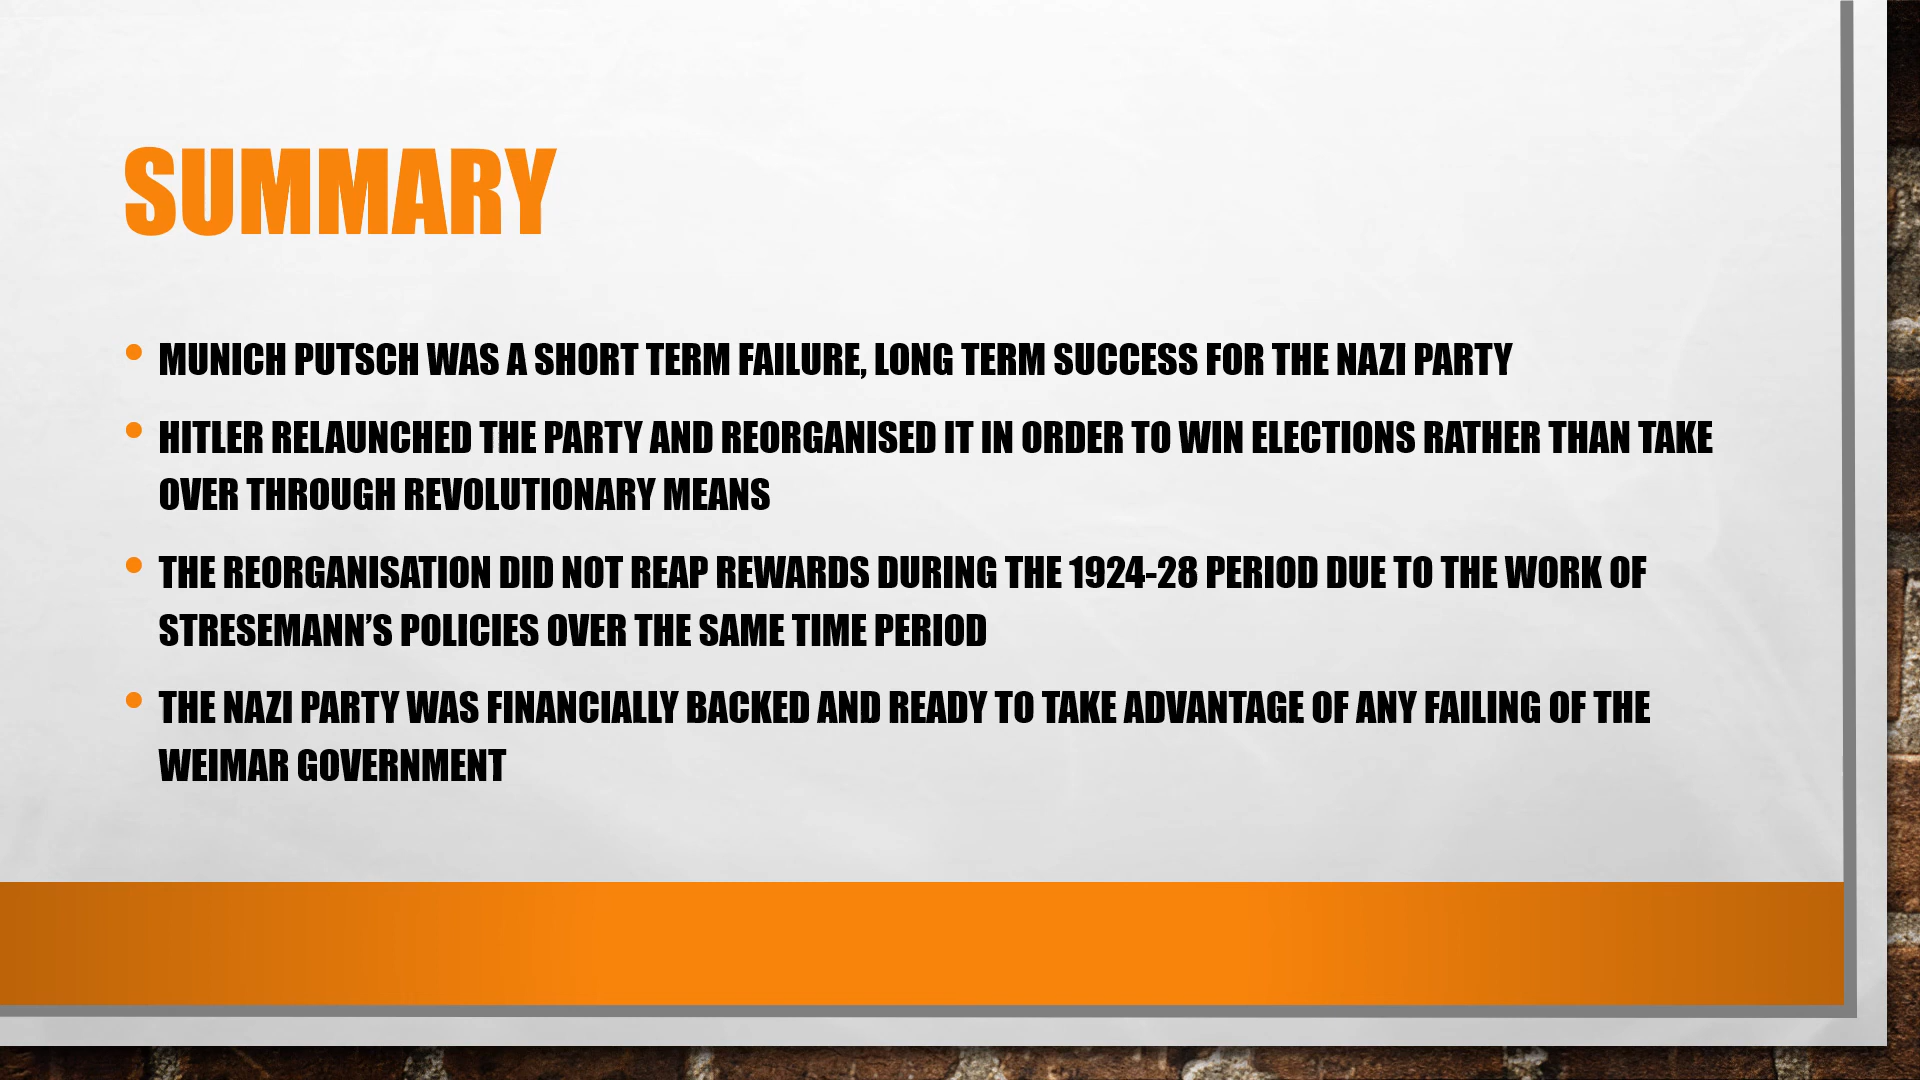 SUMMARY
• MUNICH PUTSCH WAS A SHORT TERM FAILURE, LONG TERM SUCCESS FOR THE NAZI PARTY
• HITLER RELAUNCHED THE PARTY AND REORGANISED IT IN ORDER TO WIN ELECTIONS RATHER THAN TAKE
OVER THROUGH REVOLUTIONARY MEANS
• THE REORGANISATION DID NOT REAP REWARDS DURING THE 1924-28 PERIOD DUE TO THE WORK OF
STRESEMANN’S POLICIES OVER THE SAME TIME PERIOD
• THE NAZI PARTY WAS FINANCIALLY BACKED AND READY TO TAKE ADVANTAGE OF ANY FAILING OF THE
WEIMAR GOVERNMENT